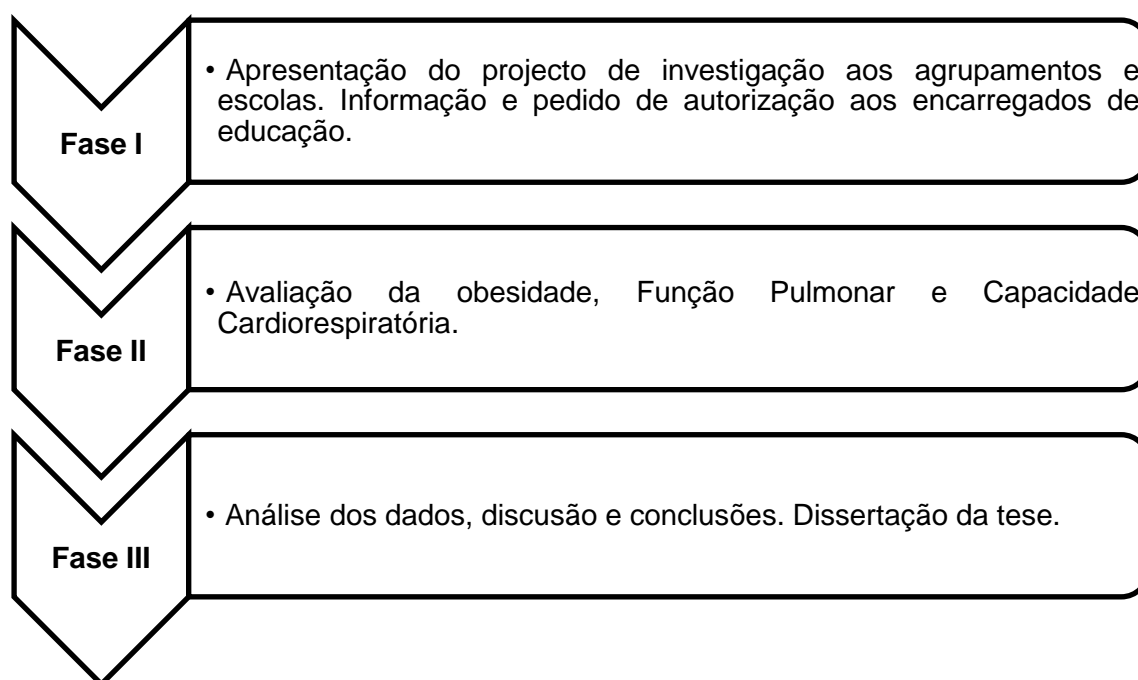 • Apresentação do projecto de investigação aos agrupamentos e
escolas. Informação e pedido de autorização aos encarregados de
educação.
Fase I
• Avaliação da obesidade, Função Pulmonar e Capacidade
Cardiorespiratória.
Fase II
• Análise dos dados, discusão e conclusões. Dissertação da tese.
Fase III